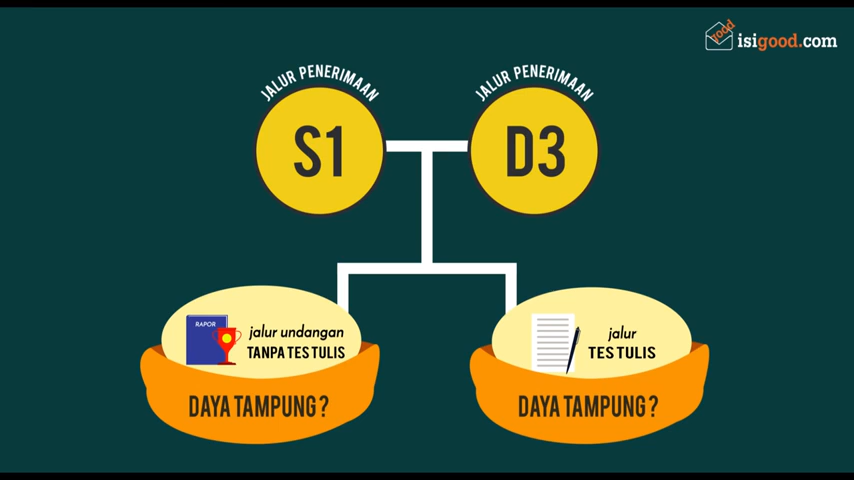 yodd
isigood.com
JALUR PENERIMAAN
S1
JALUR PENERIMAAN
D3
RAPOR
jalur undangan
TANPA TES TULIS
DAYA TAMPUNG ?
jalur
TES TULIS
DAYA TAMPUNG ?